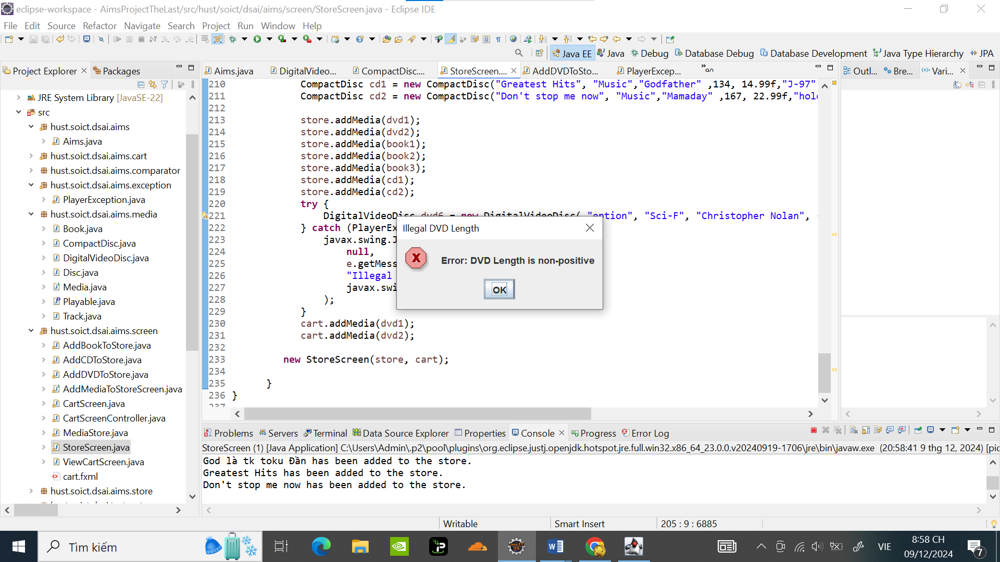 eclipse-workspace - AimsProjectTheLast/src/hust/soict/dsai/aims/screen/StoreScreen.java - Eclipse IDE
File Edit Source Refactor Navigate Search Project Run Window Help
Java EE Java Debug Database Debug Database Development Java Type Hierarchy JPA
Project Explorer Packages
Aims.java DigitalVideo... CompactDisc.... StoreScreen.... AddDVDToSto... PlayerExcep...
Outl... Bre... Vari...
JRE System Library [JavaSE-22]
src
hust.soict.dsai.aims
Aims.java
hust.soict.dsai.aims.cart
hust.soict.dsai.aims.comparator
hust.soict.dsai.aims.exception
PlayerException.java
hust.soict.dsai.aims.media
Book.java
CompactDisc.java
DigitalVideoDisc.java
Disc.java
Media.java
Playable.java
Track.java
hust.soict.dsai.aims.screen
AddBookToStore.java
AddCDToStore.java
AddDVDToStore.java
AddMediaToStoreScreen.java
CartScreen.java
CartScreenController.java
MediaStore.java
StoreScreen.java
ViewCartScreen.java
cart.fxml
hust.soict.dsai.aims.store
210 CompactDisc cd1 = new CompactDisc("Greatest Hits", "Music","Godfather" ,134, 14.99f,"J-97"
211 CompactDisc cd2 = new CompactDisc("Don't stop me now", "Music","Mamaday" ,167, 22.99f,"hol
212
213 store.addMedia(dvd1);
214 store.addMedia(dvd2);
215 store.addMedia(book1);
216 store.addMedia(book2);
217 store.addMedia(book3);
218 store.addMedia(cd1);
219 store.addMedia(cd2);
220 try {
221 DigitalVideoDisc dvd6 = new DigitalVideoDisc( "eption", "Sci-F", "Christopher Nolan",
222 } catch (PlayerEx
223 javax.swing.J
224 null,
225 e.getMess
226 "Illegal
227 javax.swi
228 );
229 }
230 cart.addMedia(dvd1);
231 cart.addMedia(dvd2);
232
233 new StoreScreen(store, cart);
234
235 }
236 }
237
Illegal DVD Length
Error: DVD Length is non-positive
OK
Problems Servers Terminal Data Source Explorer Properties Console Progress Error Log
StoreScreen (1) [Java Application] C:\Users\Admin\.p2\pool\plugins\org.eclipse.justj.openjdk.hotspot.jre.full.win32.x86_64_23.0.0.v20240919-1706\jre\bin\javaw.exe (20:58:41 9 thg 12, 2024) [pic
God là tk toku Đần has been added to the store.
Greatest Hits has been added to the store.
Don't stop me now has been added to the store.
Writable Smart Insert 205 : 9 : 6885
Tìm kiếm
VIE
8:58 CH
09/12/2024
7